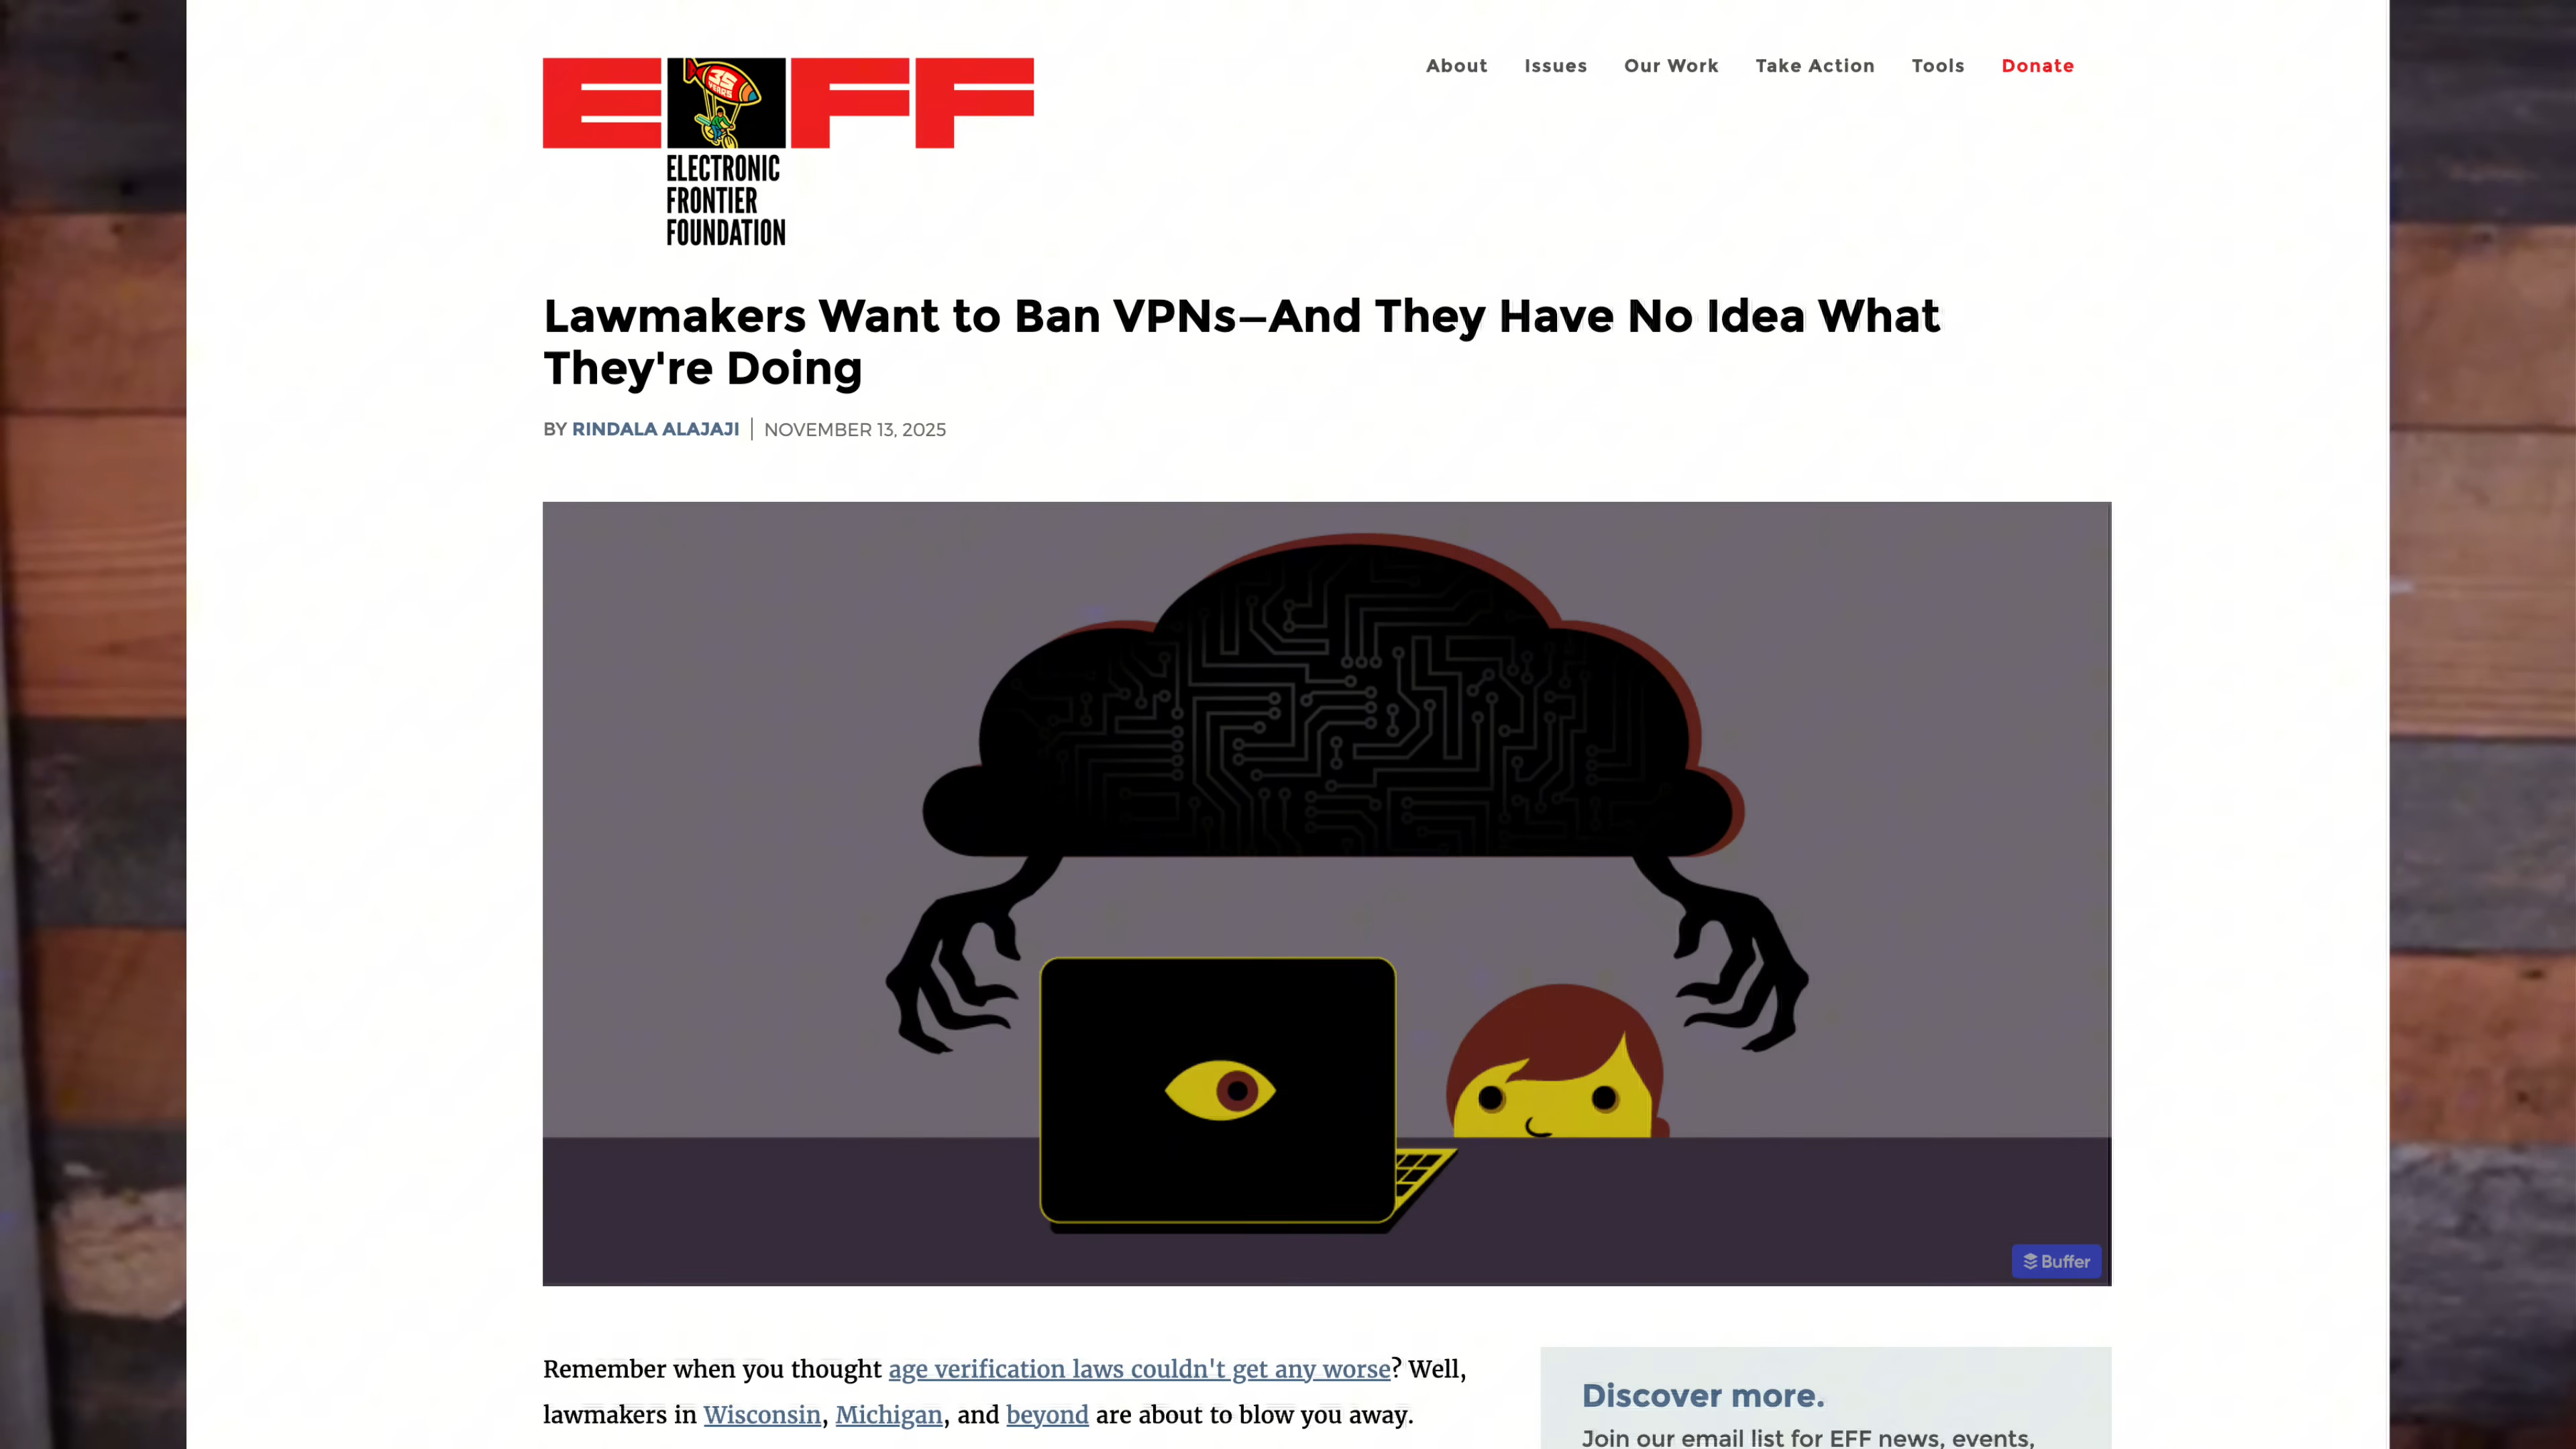 EFF
35
YEARS
ELECTRONIC
FRONTIER
FOUNDATION
About Issues Our Work Take Action Tools Donate
Lawmakers Want to Ban VPNs—And They Have No Idea What
They're Doing
BY RINDALA ALAJAJI | NOVEMBER 13, 2025
Buffer
Remember when you thought age verification laws couldn't get any worse? Well,
lawmakers in Wisconsin, Michigan, and beyond are about to blow you away.
Discover more.
Join our email list for EFF news, events,